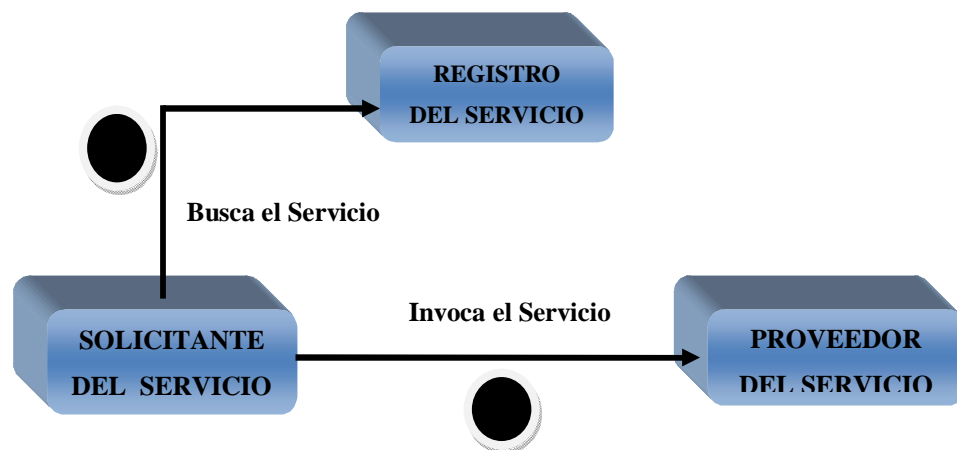 REGISTRO
DEL SERVICIO
Busca el Servicio
Invoca el Servicio
SOLICITANTE
DEL SERVICIO
PROVEEDOR
DEL SERVICIO